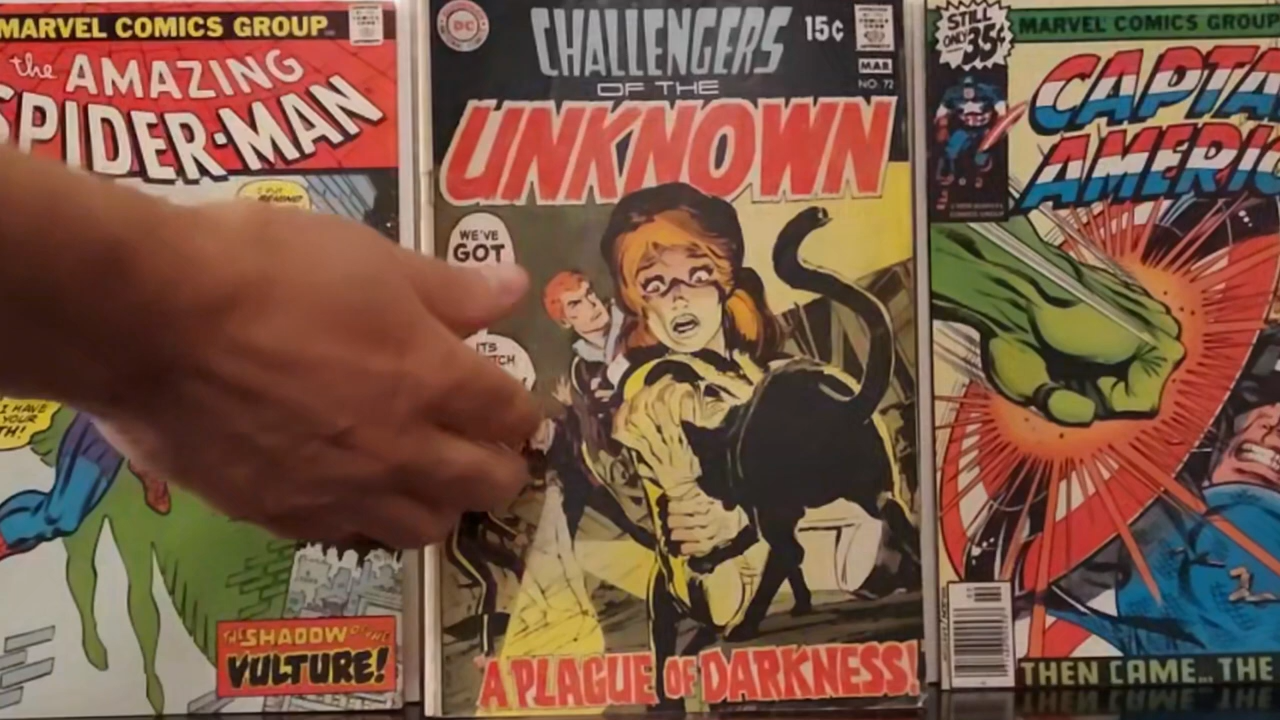 MARVEL COMICS GROUP
the AMAZING
SPIDER-MAN
I HAVE
YOUR
TH!
THE SHADOW OF THE
VULTURE!
DC
CHALLENGERS
OF THE
UNKNOWN
15¢
MAR
NO. 72
WE'VE
GOT
ITS
A PLAGUE OF DARKNESS!
STILL
ONLY 35¢
MARVEL COMICS GROUP
CAPTA
AMERIC
THEN CAME... THE